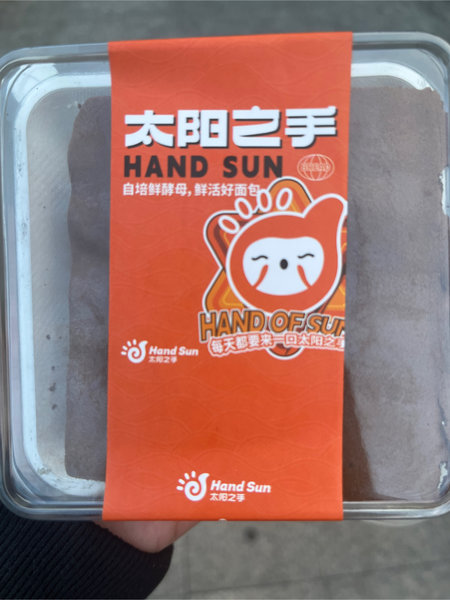 太阳之手
HAND SUN
BREAD
自培鲜酵母,鲜活好面包
HAND OF SUN
每天都要来一口太阳之手
Hand Sun
太阳之手
Hand Sun
太阳之手